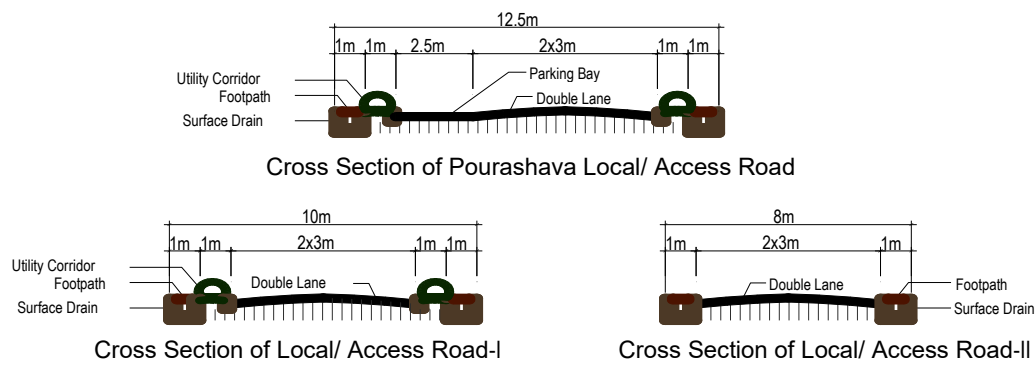 12.5m
1m 1m 2.5m 2x3m 1m 1m
Utility Corridor
Footpath
Surface Drain
Parking Bay
Double Lane
Cross Section of Pourashava Local/ Access Road
10m
1m 1m 2x3m 1m 1m
Utility Corridor
Footpath
Surface Drain
Double Lane
Cross Section of Local/ Access Road-I
8m
1m 2x3m 1m
Double Lane
Footpath
Surface Drain
Cross Section of Local/ Access Road-II